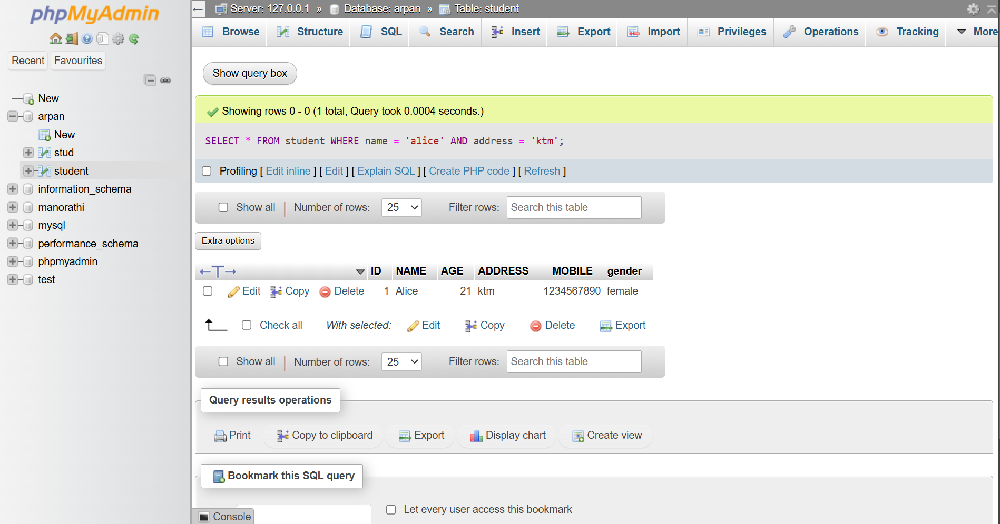 phpMyAdmin
Recent Favourites
New
arpan
New
stud
student
information_schema
manorathi
mysql
performance_schema
phpmyadmin
test
← Server: 127.0.0.1 » Database: arpan » Table: student
Browse Structure SQL Search Insert Export Import Privileges Operations Tracking More
Show query box
Showing rows 0 - 0 (1 total, Query took 0.0004 seconds.)
SELECT * FROM student WHERE name = 'alice' AND address = 'ktm';
Profiling [ Edit inline ] [ Edit ] [ Explain SQL ] [ Create PHP code ] [ Refresh ]
Show all | Number of rows: 25 Filter rows: Search this table
Extra options
←T→ ID NAME AGE ADDRESS MOBILE gender
Edit Copy Delete 1 Alice 21 ktm 1234567890 female
Check all With selected: Edit Copy Delete Export
Show all | Number of rows: 25 Filter rows: Search this table
Query results operations
Print Copy to clipboard Export Display chart Create view
Bookmark this SQL query
Let every user access this bookmark
Console